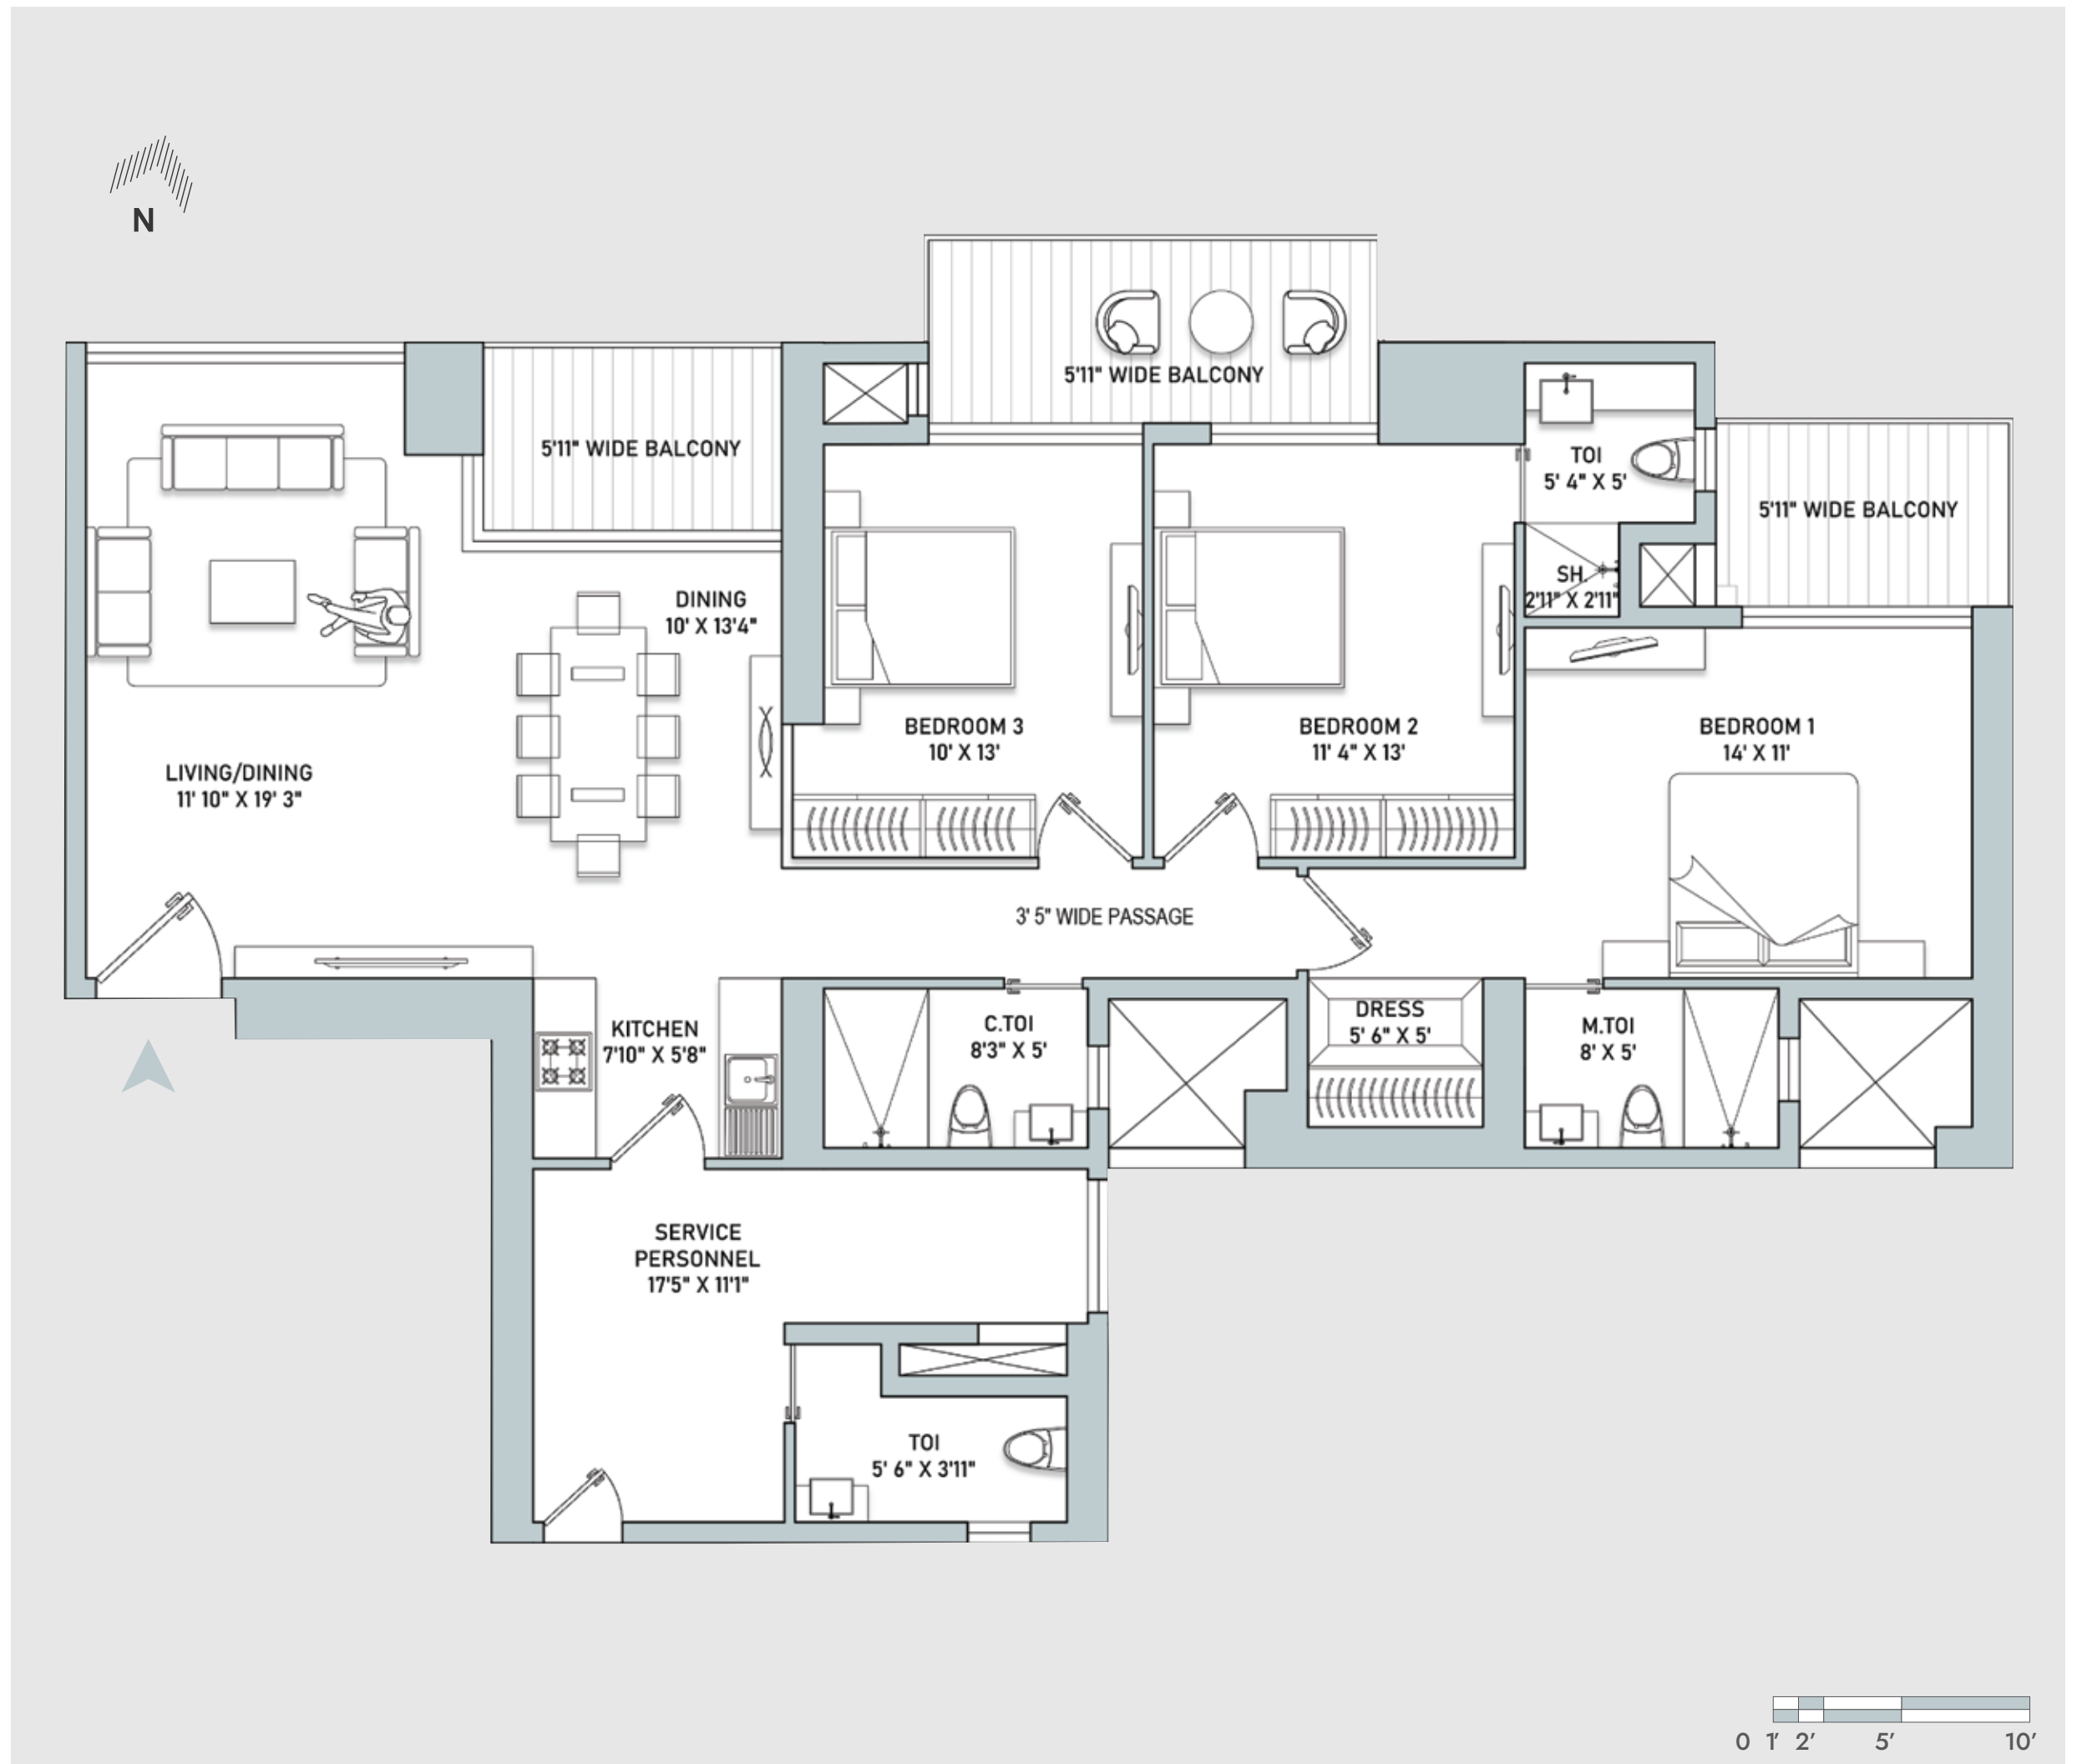 N
5'11" WIDE BALCONY
5'11" WIDE BALCONY
TOI
5' 4" X 5'
5'11" WIDE BALCONY
SH.
2'11" X 2'11"
DINING
10' X 13'4"
BEDROOM 3
10' X 13'
BEDROOM 2
11' 4" X 13'
BEDROOM 1
14' X 11'
LIVING/DINING
11' 10" X 19' 3"
3' 5" WIDE PASSAGE
KITCHEN
7'10" X 5'8"
C.TOI
8'3" X 5'
DRESS
5' 6" X 5'
M.TOI
8' X 5'
SERVICE
PERSONNEL
17'5" X 11'1"
TOI
5' 6" X 3'11"
0 1' 2' 5' 10'